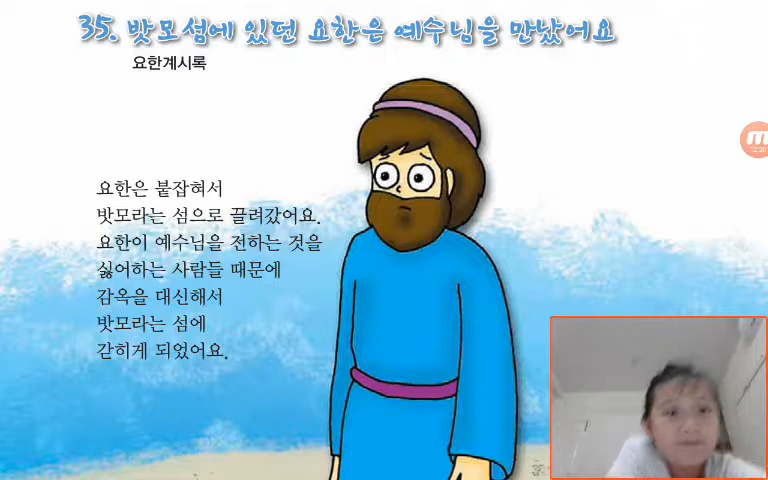 35. 밧모섬에 있던 요한은 예수님을 만났어요
요한계시록
요한은 붙잡혀서
밧모라는 섬으로 끌려갔어요.
요한이 예수님을 전하는 것을
싫어하는 사람들 때문에
감옥을 대신해서
밧모라는 섬에
갇히게 되었어요.